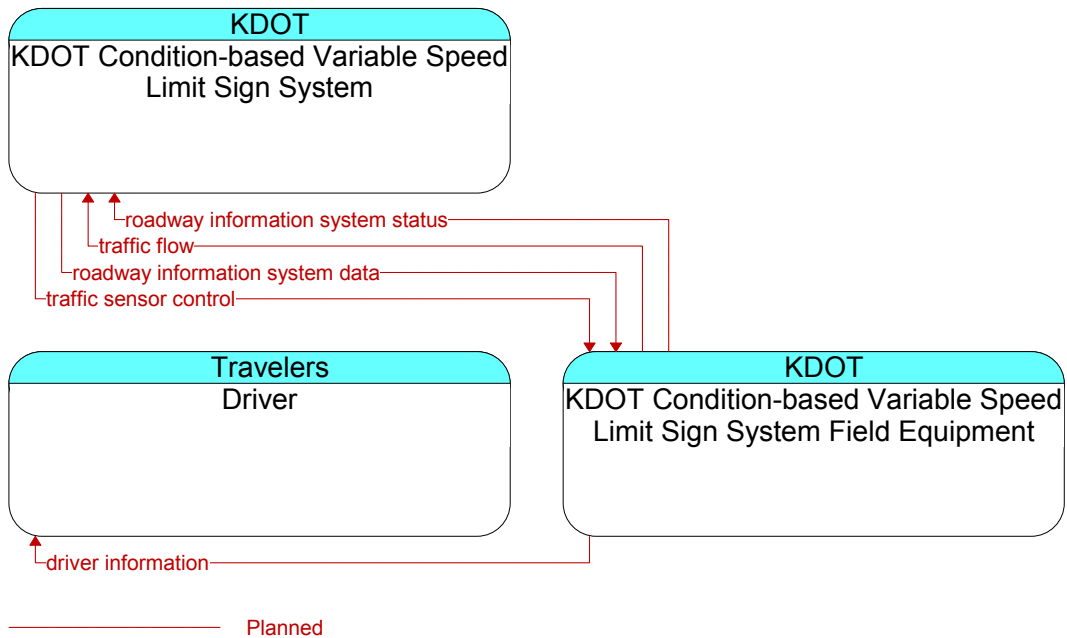 KDOT
KDOT Condition-based Variable Speed
Limit Sign System
roadway information system status
traffic flow
roadway information system data
traffic sensor control
Travelers
Driver
KDOT
KDOT Condition-based Variable Speed
Limit Sign System Field Equipment
driver information
Planned